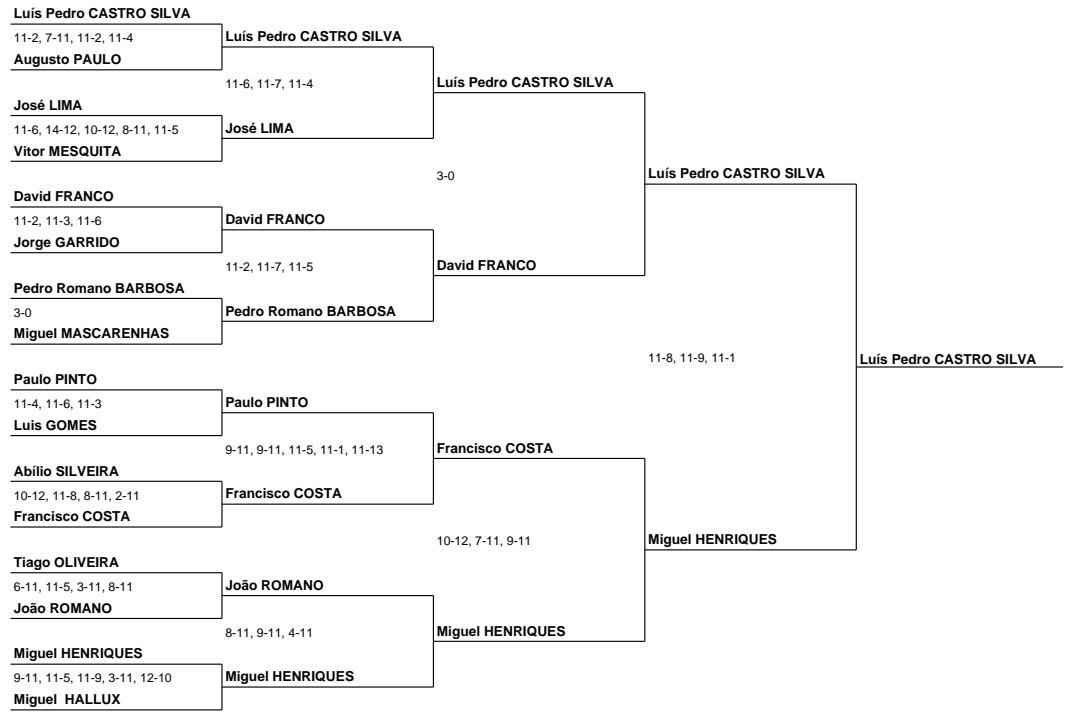 Luís Pedro CASTRO SILVA
11-2, 7-11, 11-2, 11-4
Augusto PAULO
Luís Pedro CASTRO SILVA
11-6, 11-7, 11-4
José LIMA
11-6, 14-12, 10-12, 8-11, 11-5
Vitor MESQUITA
José LIMA
Luís Pedro CASTRO SILVA
3-0
David FRANCO
11-2, 11-3, 11-6
Jorge GARRIDO
David FRANCO
11-2, 11-7, 11-5
Pedro Romano BARBOSA
3-0
Miguel MASCARENHAS
Pedro Romano BARBOSA
David FRANCO
Luís Pedro CASTRO SILVA
11-8, 11-9, 11-1
Luís Pedro CASTRO SILVA
Paulo PINTO
11-4, 11-6, 11-3
Luis GOMES
Paulo PINTO
9-11, 9-11, 11-5, 11-1, 11-13
Abílio SILVEIRA
10-12, 11-8, 8-11, 2-11
Francisco COSTA
Francisco COSTA
Francisco COSTA
10-12, 7-11, 9-11
Miguel HENRIQUES
Tiago OLIVEIRA
6-11, 11-5, 3-11, 8-11
João ROMANO
João ROMANO
8-11, 9-11, 4-11
Miguel HENRIQUES
9-11, 11-5, 11-9, 3-11, 12-10
Miguel  HALLUX
Miguel HENRIQUES
Miguel HENRIQUES